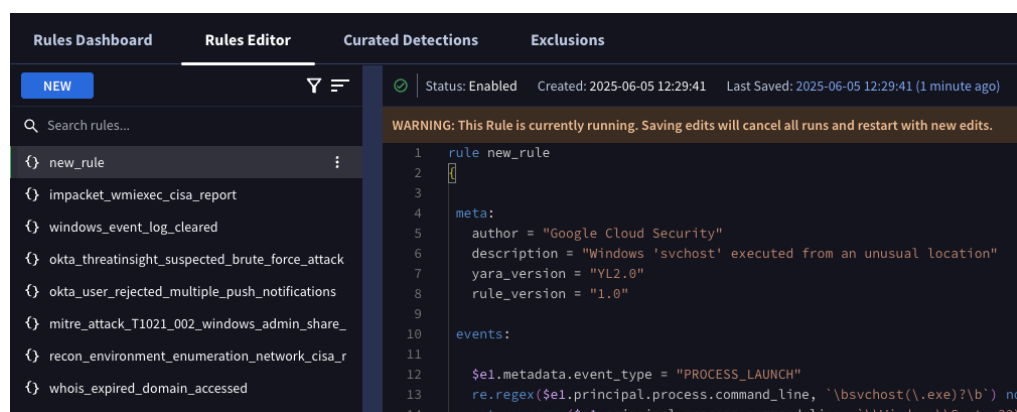 Rules Dashboard Rules Editor Curated Detections Exclusions
NEW
Search rules...
{} new_rule
{} impacket_wmiexec_cisa_report
{} windows_event_log_cleared
{} okta_threatinsight_suspected_brute_force_attack
{} okta_user_rejected_multiple_push_notifications
{} mitre_attack_T1021_002_windows_admin_share_
{} recon_environment_enumeration_network_cisa_r
{} whois_expired_domain_accessed
Status: Enabled Created: 2025-06-05 12:29:41 Last Saved: 2025-06-05 12:29:41 (1 minute ago)
WARNING: This Rule is currently running. Saving edits will cancel all runs and restart with new edits.
1 rule new_rule
2 {
3
4 meta:
5 author = "Google Cloud Security"
6 description = "Windows 'svchost' executed from an unusual location"
7 yara_version = "YL2.0"
8 rule_version = "1.0"
9
10 events:
11
12 $e1.metadata.event_type = "PROCESS_LAUNCH"
13 re.regex($e1.principal.process.command_line, `\bsvchost(\.exe)?\b`) no